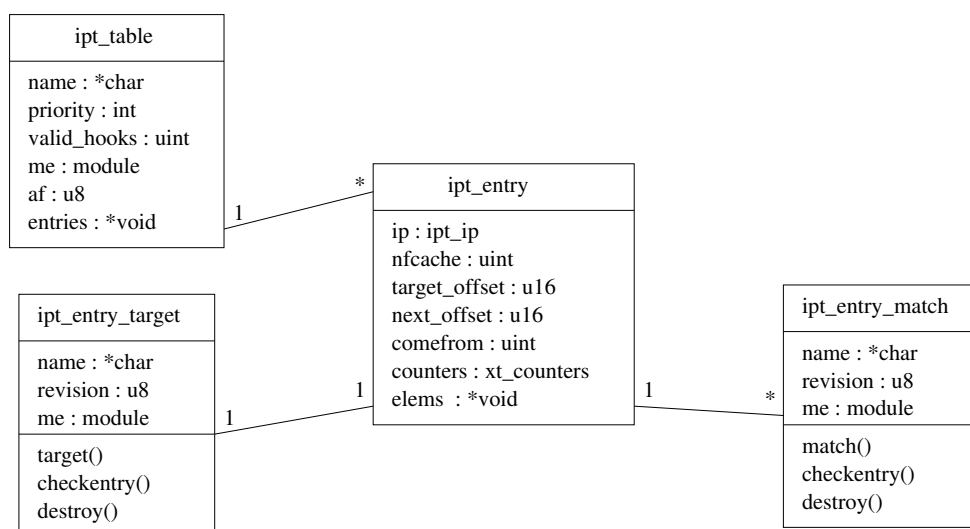 ipt_table
name : *char
priority : int
valid_hooks : uint
me : module
af : u8
entries : *void
1
*
ipt_entry
ip : ipt_ip
nfcache : uint
target_offset : u16
next_offset : u16
comefrom : uint
counters : xt_counters
elems : *void
ipt_entry_target
name : *char
revision : u8
me : module
target()
checkentry()
destroy()
1
1
1
*
ipt_entry_match
name : *char
revision : u8
me : module
match()
checkentry()
destroy()